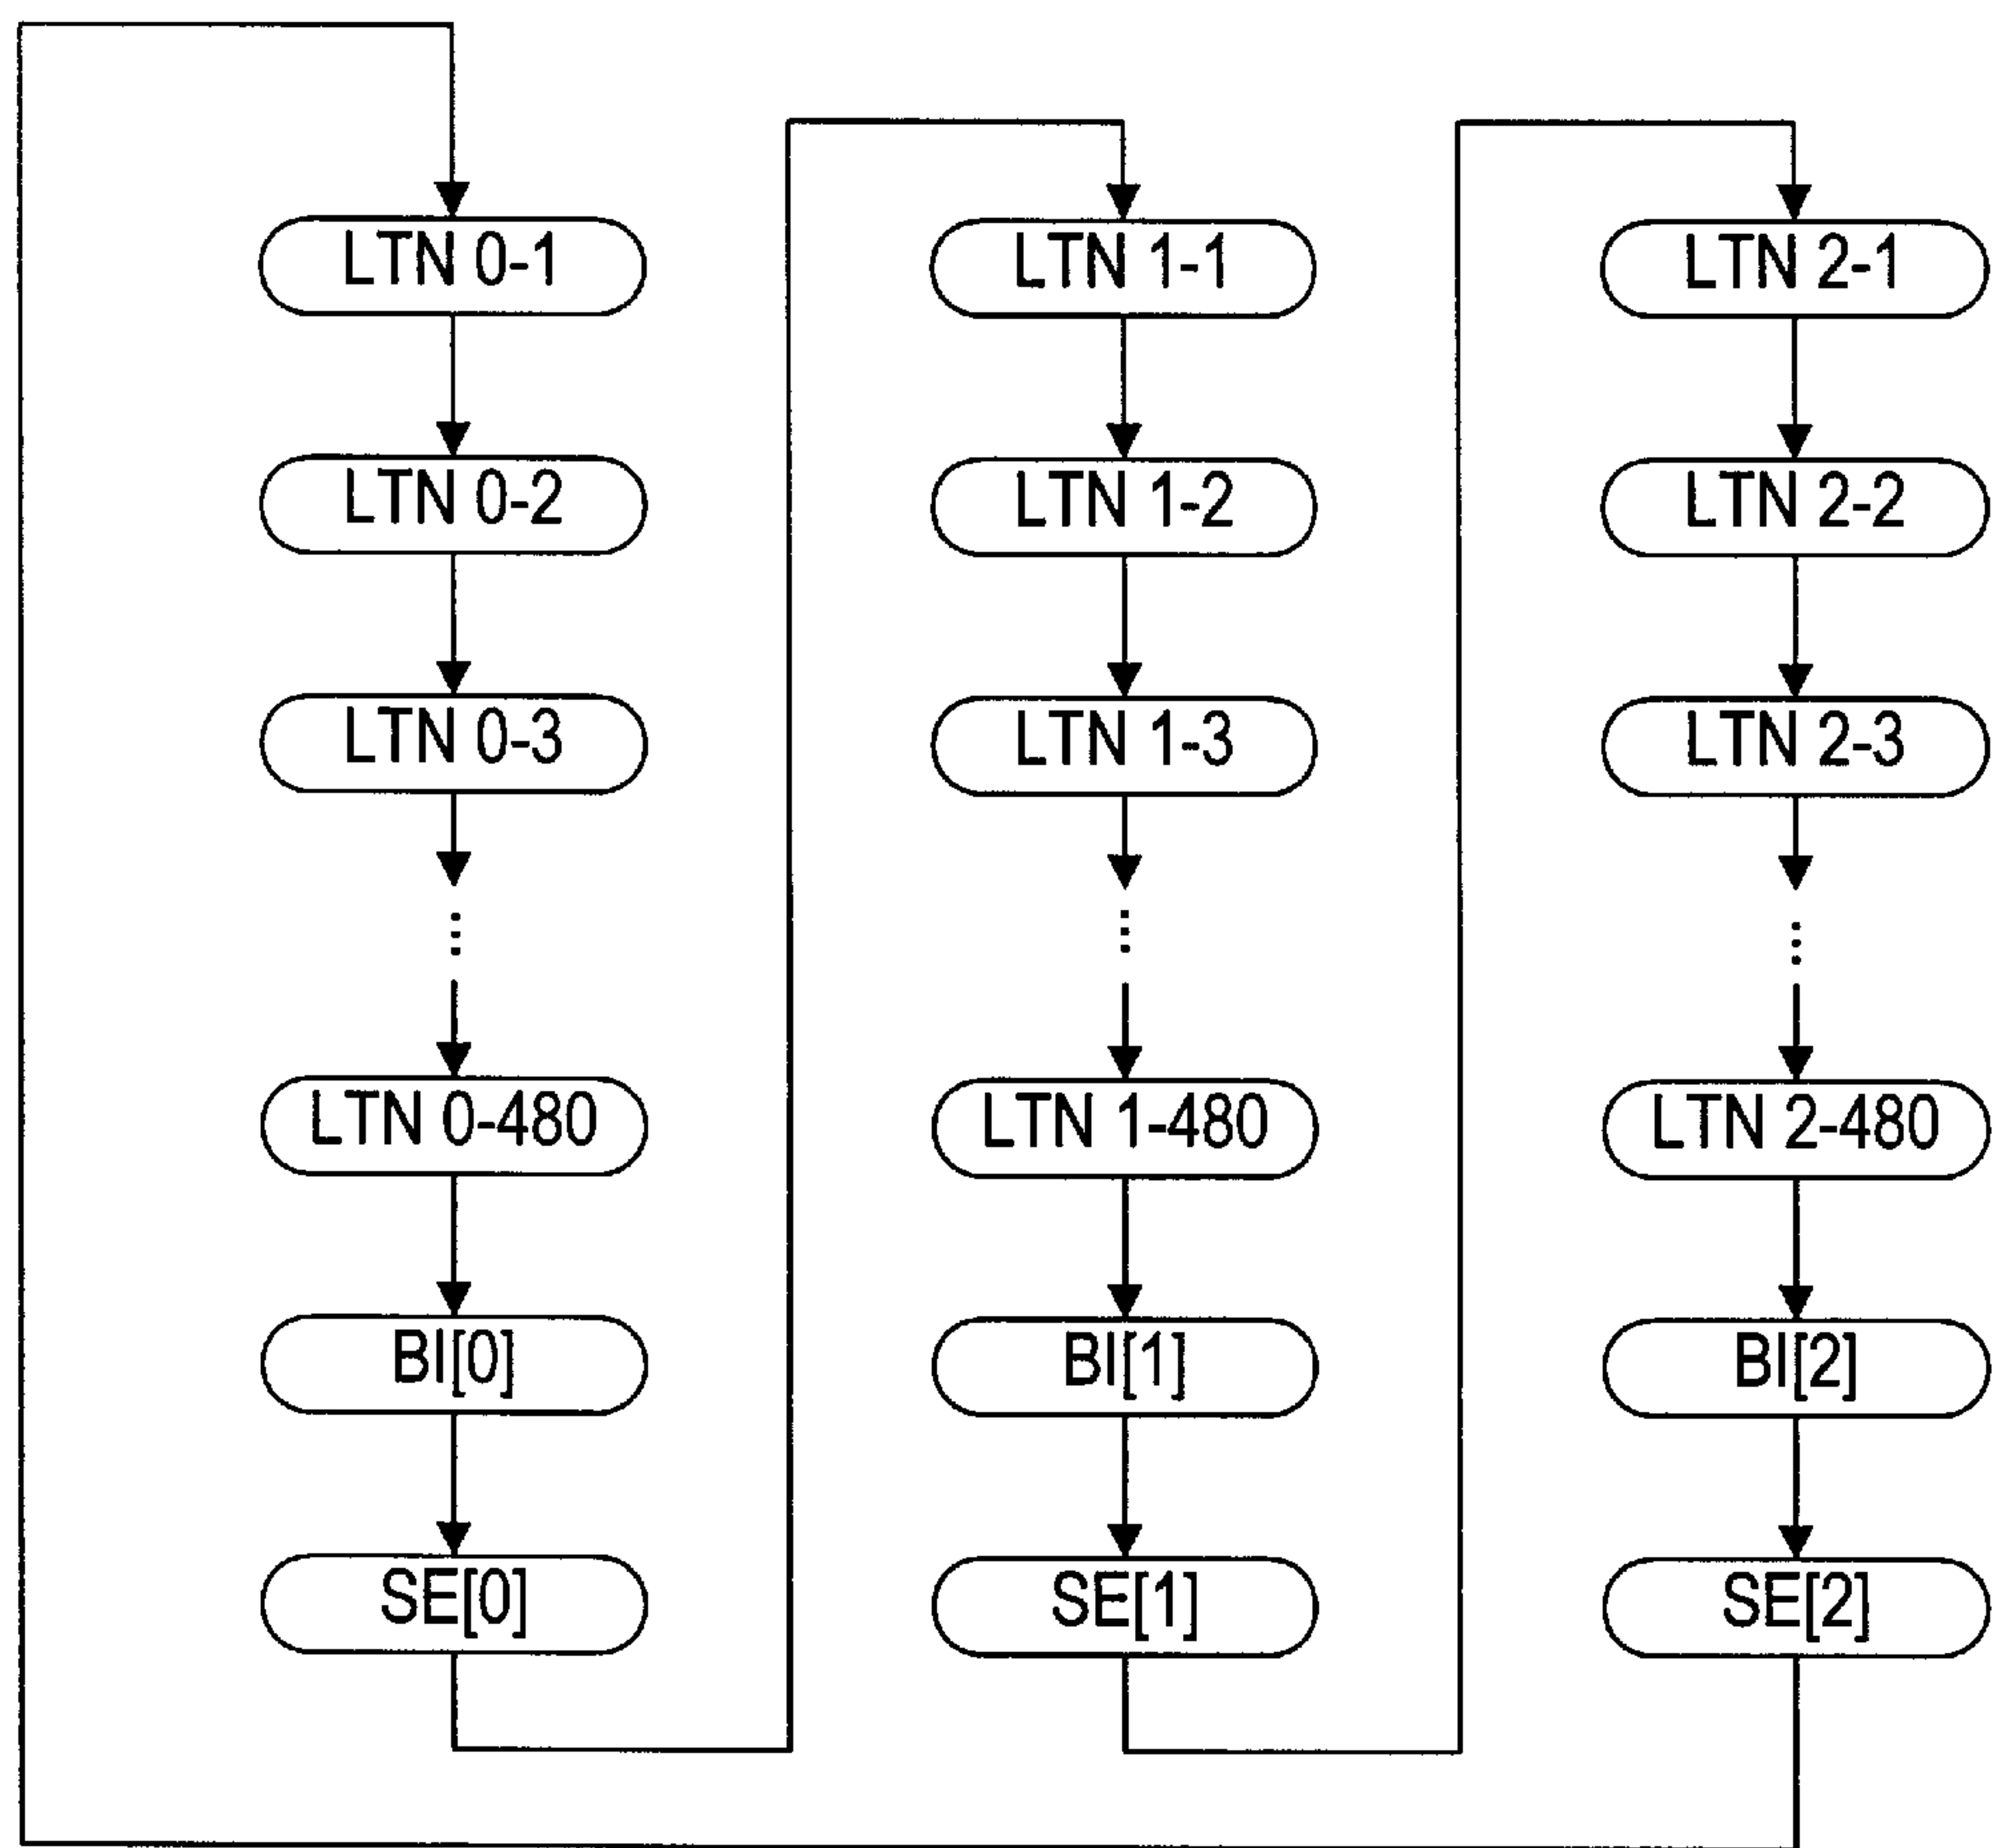 LTN 0-1
LTN 0-2
LTN 0-3
⋮
LTN 0-480
BI[0]
SE[0]
LTN 1-1
LTN 1-2
LTN 1-3
⋮
LTN 1-480
BI[1]
SE[1]
LTN 2-1
LTN 2-2
LTN 2-3
⋮
LTN 2-480
BI[2]
SE[2]